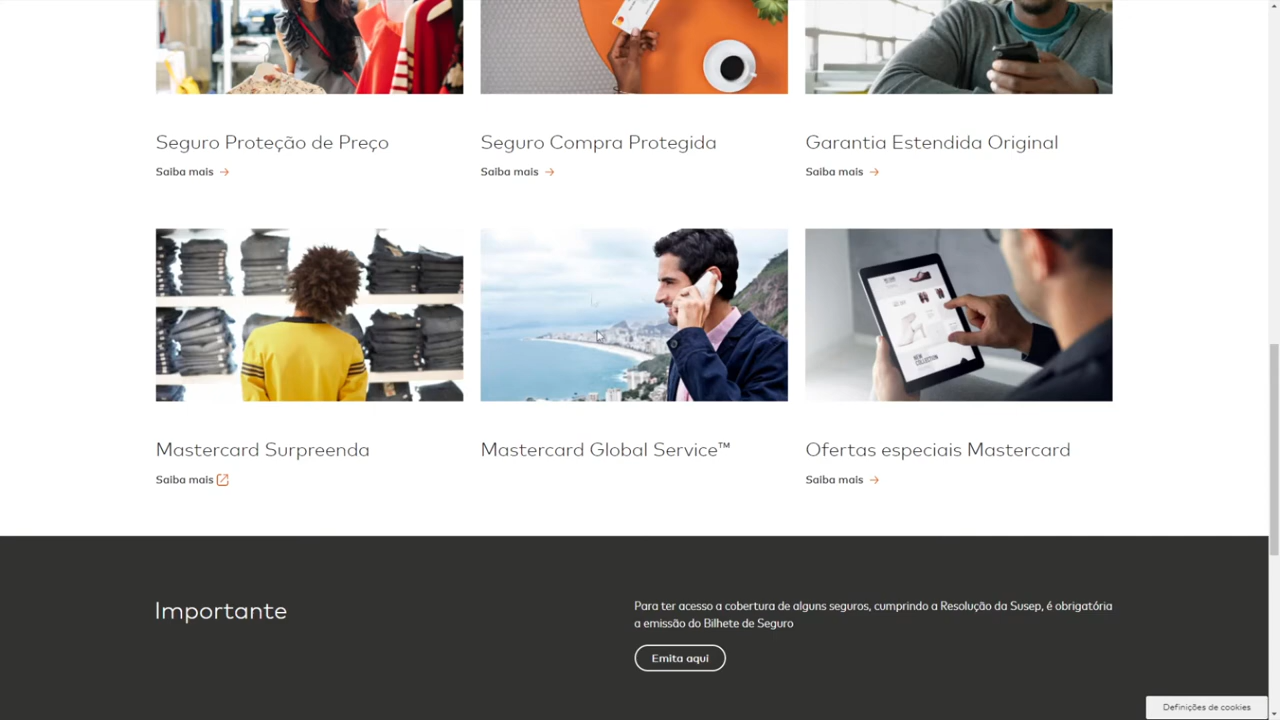 Seguro Proteção de Preço
Saiba mais
Seguro Compra Protegida
Saiba mais
Garantia Estendida Original
Saiba mais
NEW
COLLECTION
Mastercard Surpreenda
Saiba mais
Mastercard Global Service™
Ofertas especiais Mastercard
Saiba mais
Importante
Para ter acesso a cobertura de alguns seguros, cumprindo a Resolução da Susep, é obrigatória
a emissão do Bilhete de Seguro
Emita aqui
Definições de cookies